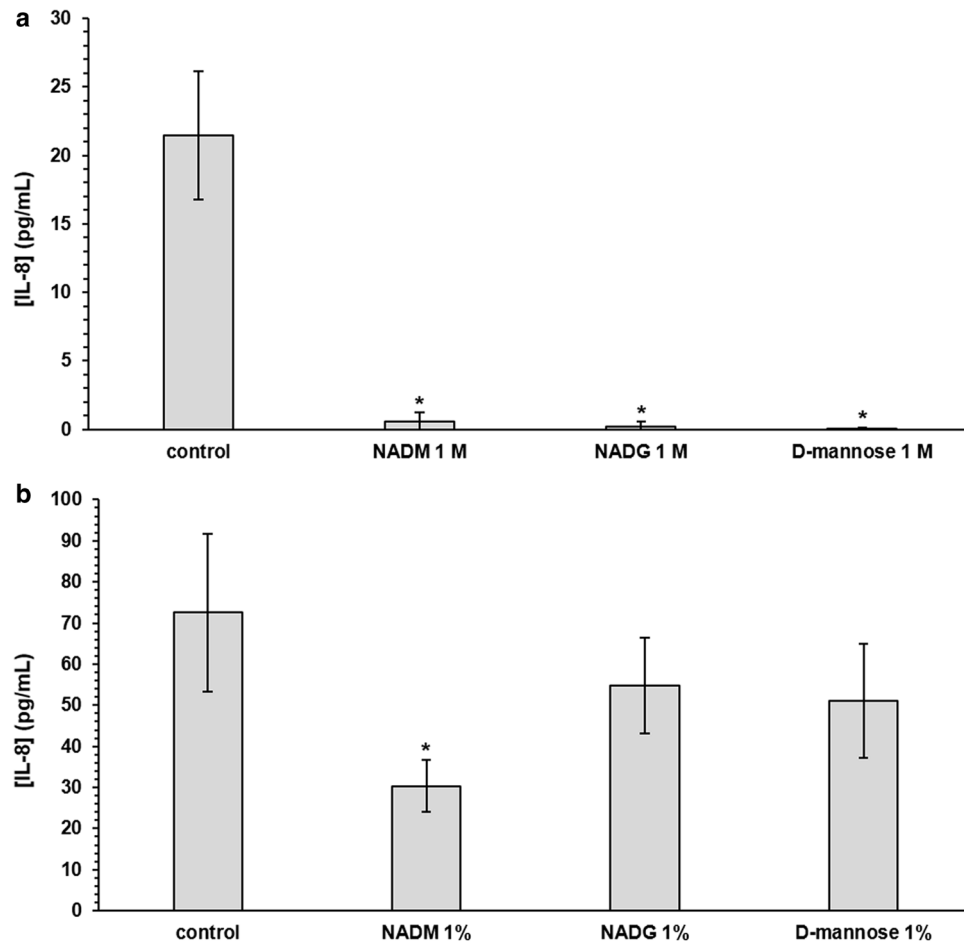 a
30
25
20
15
10
5
0
[IL-8] (pg/mL)
*
*
*
control
NADM 1 M
NADG 1 M
D-mannose 1 M
b
100
90
80
70
60
50
40
30
20
10
0
[IL-8] (pg/mL)
*
control
NADM 1%
NADG 1%
D-mannose 1%